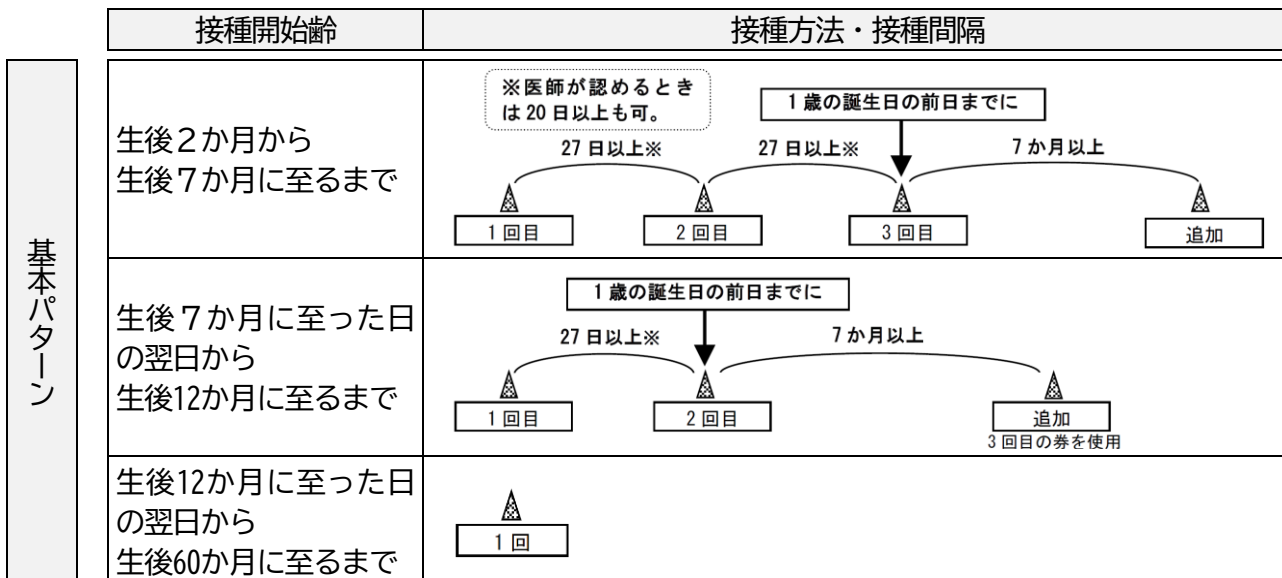 接種開始齢
接種方法・接種間隔
基本パターン
生後２か月から
生後７か月に至るまで
※医師が認めるとき
は 20 日以上も可。
1 歳の誕生日の前日までに
27 日以上※
27 日以上※
7 か月以上
1 回目
2 回目
3 回目
追加
生後７か月に至った日
の翌日から
生後12か月に至るまで
1 歳の誕生日の前日までに
27 日以上※
7 か月以上
1 回目
2 回目
追加
3 回目の券を使用
生後12か月に至った日
の翌日から
生後60か月に至るまで
1 回